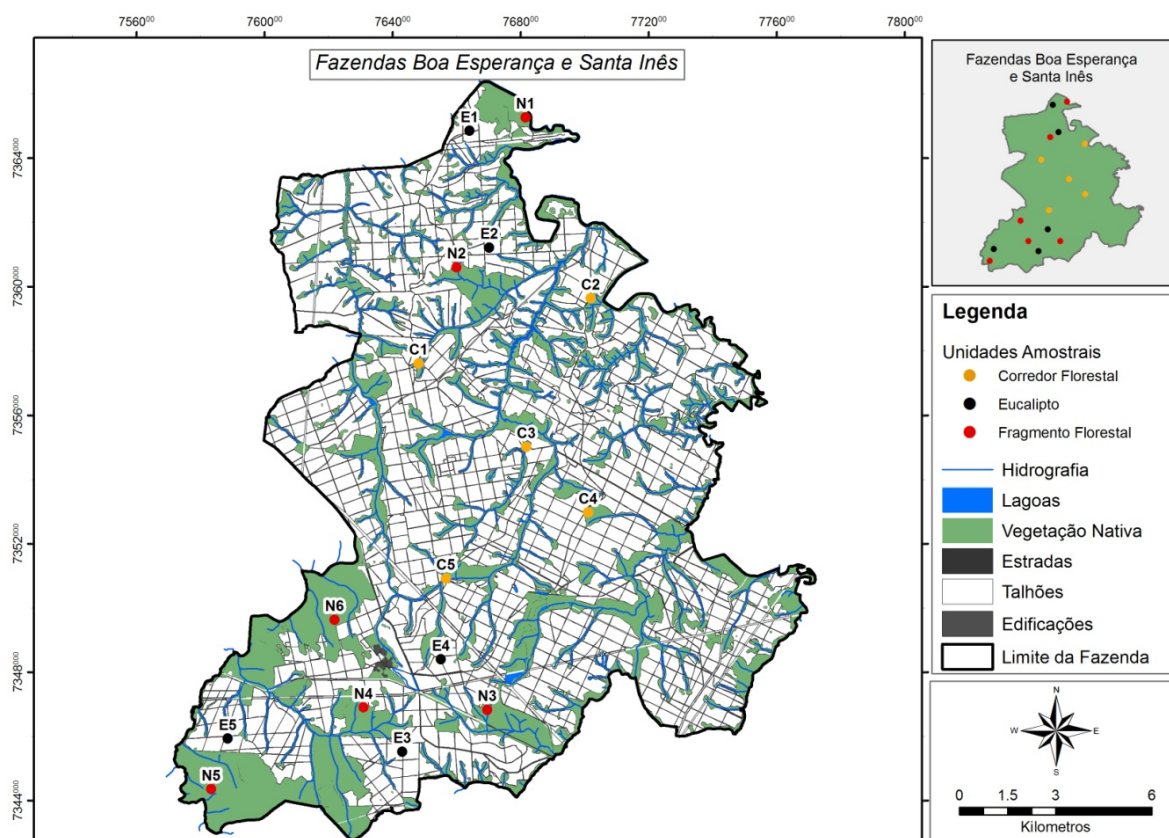 7560⁰⁰ 7600⁰⁰ 7640⁰⁰ 7680⁰⁰ 7720⁰⁰ 7760⁰⁰ 7800⁰⁰
Fazendas Boa Esperança e Santa Inês
N1
E1
7364⁰⁰⁰
E2
N2
7360⁰⁰⁰
C2
C1
7356⁰⁰⁰
C3
C4
7352⁰⁰⁰
C5
N6
E4
7348⁰⁰⁰
N4
N3
E5
E3
N5
7344⁰⁰⁰
Fazendas Boa Esperança
e Santa Inês
Legenda
Unidades Amostrais
Corredor Florestal
Eucalipto
Fragmento Florestal
Hidrografia
Lagoas
Vegetação Nativa
Estradas
Talhões
Edificações
Limite da Fazenda
N
W E
S
0 1.5 3 6
Kilometros